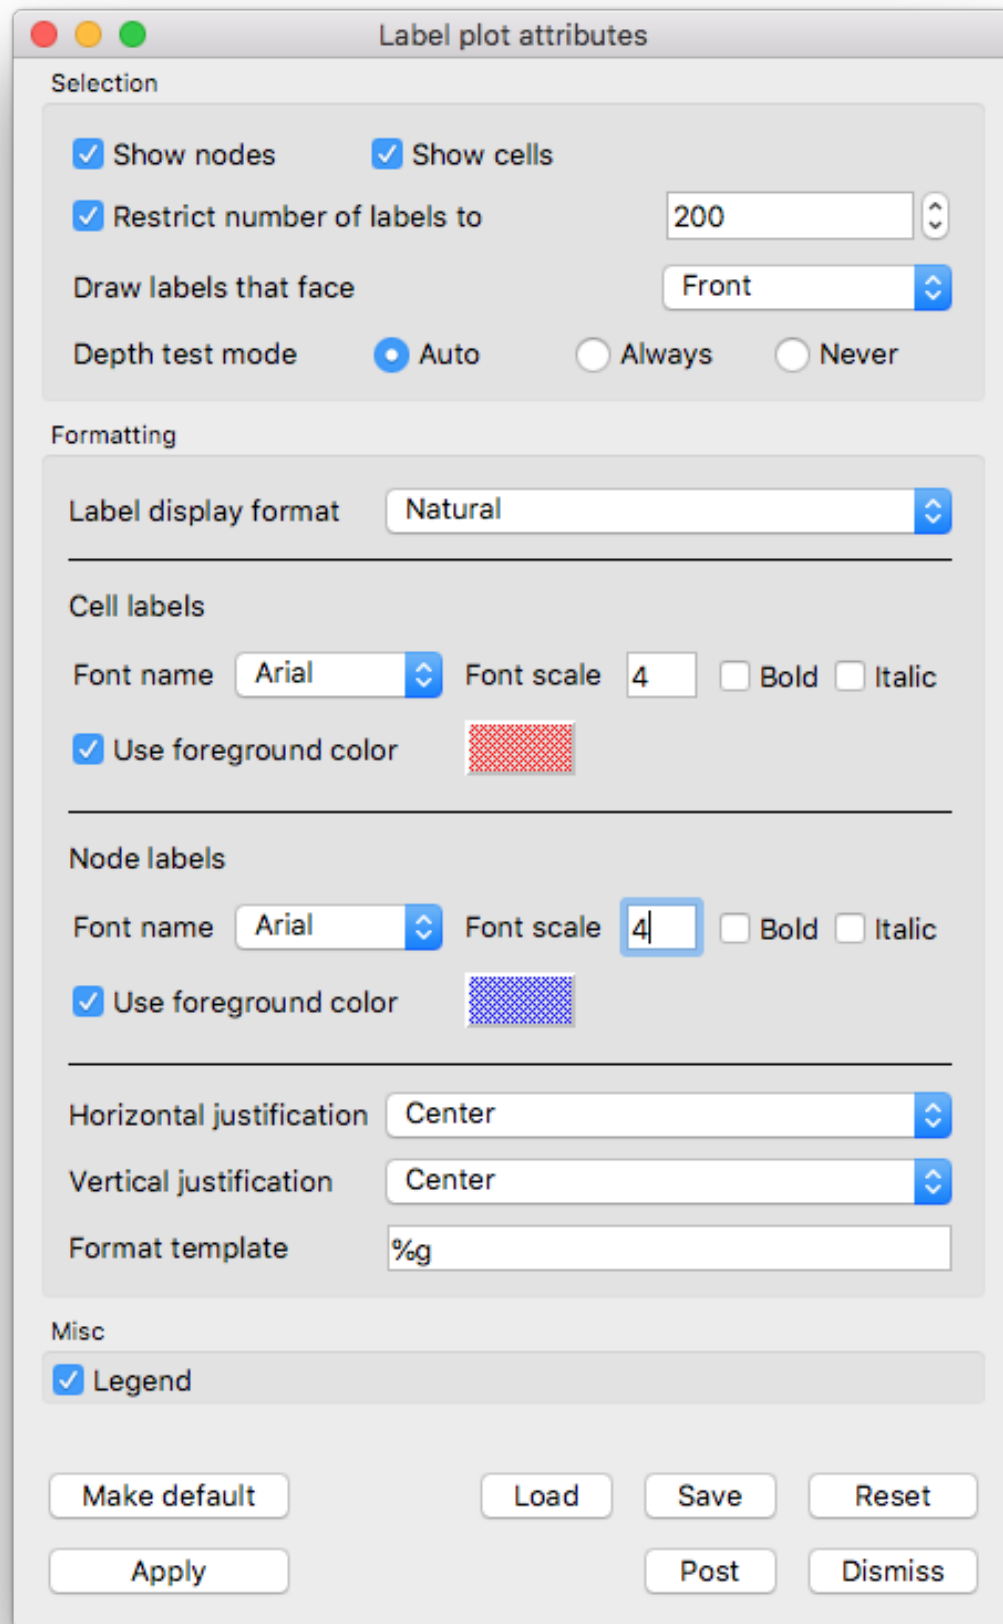 Label plot attributes
Selection
Show nodes Show cells
Restrict number of labels to 200
Draw labels that face Front
Depth test mode Auto Always Never
Formatting
Label display format Natural
Cell labels
Font name Arial Font scale 4 Bold Italic
Use foreground color
Node labels
Font name Arial Font scale 4 Bold Italic
Use foreground color
Horizontal justification Center
Vertical justification Center
Format template %g
Misc
Legend
Make default Load Save Reset
Apply Post Dismiss